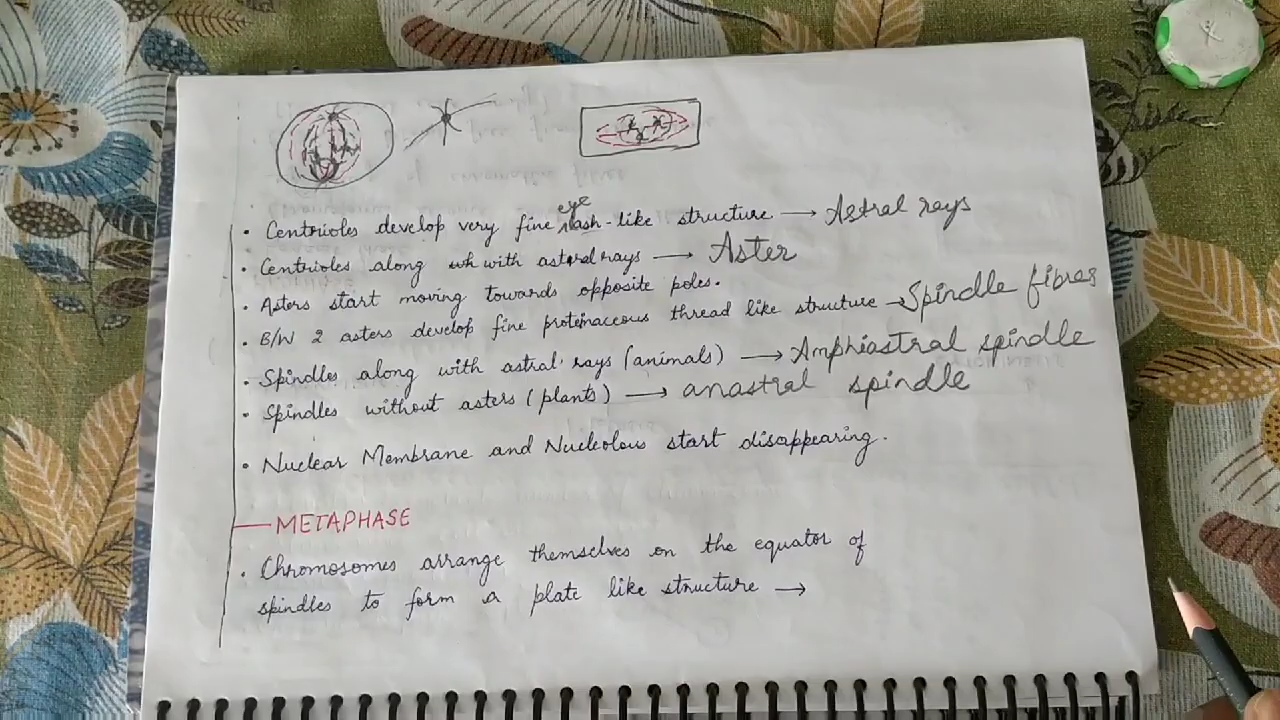 eye
• Centrioles develop very fine lash-like structure → Astral rays
• Centrioles along with with astral rays → Aster
• Asters start moving towards opposite poles.
• B/W 2 asters develop fine proteinaceous thread like structure → Spindle fibres
• Spindles along with astral rays (animals) → Amphiastral spindle
• Spindles without asters (plants) → anastral spindle
• Nuclear Membrane and Nucleolous start disappearing.
METAPHASE
• Chromosomes arrange themselves on the equator of
spindles to form a plate like structure →